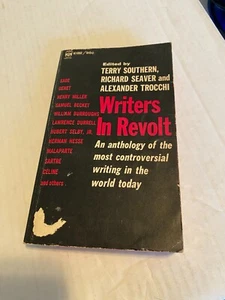 Edited by
TERRY SOUTHERN,
RICHARD SEAVER and
ALEXANDER TROCCHI
Writers
In Revolt
An anthology of the
most controversial
writing in the
world today
SADE
GENET
HENRY MILLER
SAMUEL BECKET
WILLIAM BURROUGHS
LAWRENCE DURRELL
HUBERT SELBY, JR.
HERMAN HESSE
MALAPARTE
SARTRE
CELINE
and others